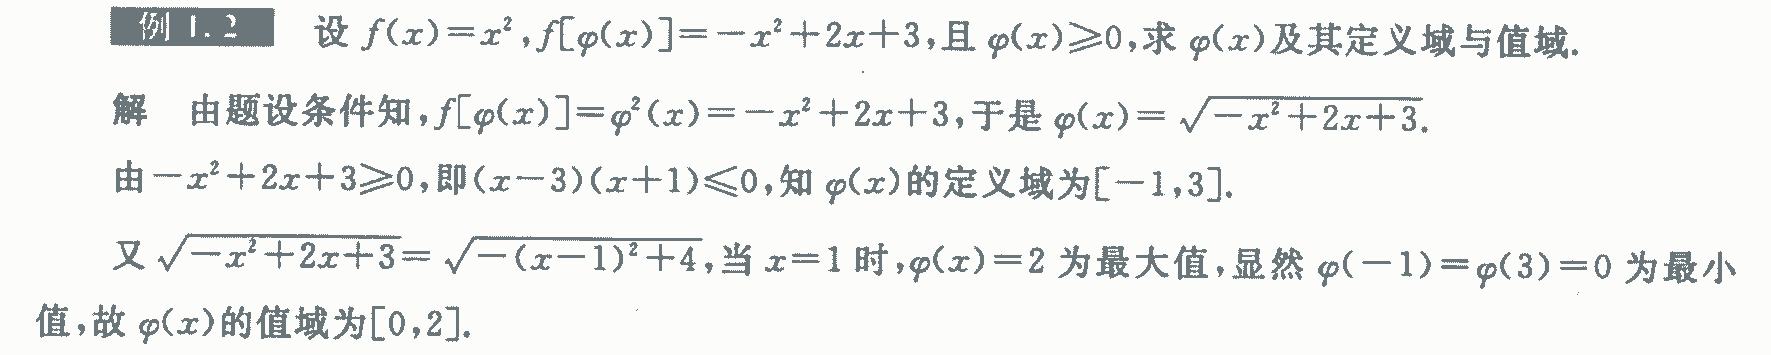 例 1.2 设 f(x)=x²,f[φ(x)]=-x²+2x+3,且 φ(x)≥0,求 φ(x)及其定义域与值域.
解 由题设条件知,f[φ(x)]=φ²(x)=-x²+2x+3,于是 φ(x)=√(-x²+2x+3).
由-x²+2x+3≥0,即(x-3)(x+1)≤0,知 φ(x)的定义域为[-1,3].
又 √(-x²+2x+3)=√(-(x-1)²+4),当 x=1 时,φ(x)=2 为最大值,显然 φ(-1)=φ(3)=0 为最小
值,故 φ(x)的值域为[0,2].